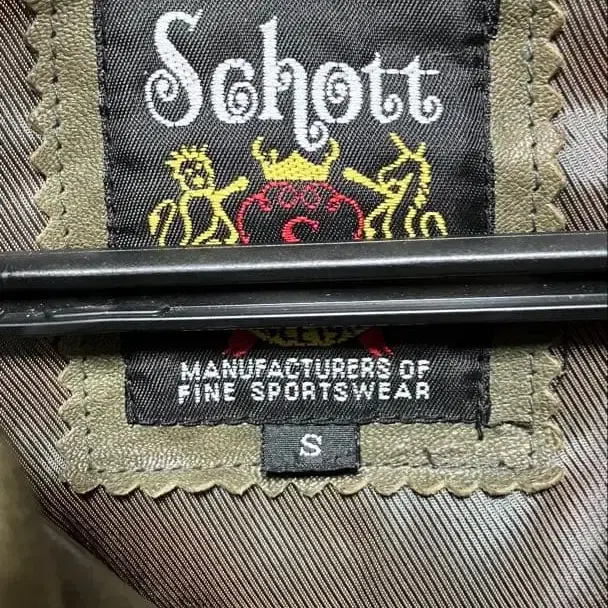 Schott
S
MANUFACTURERS OF
FINE SPORTSWEAR
S